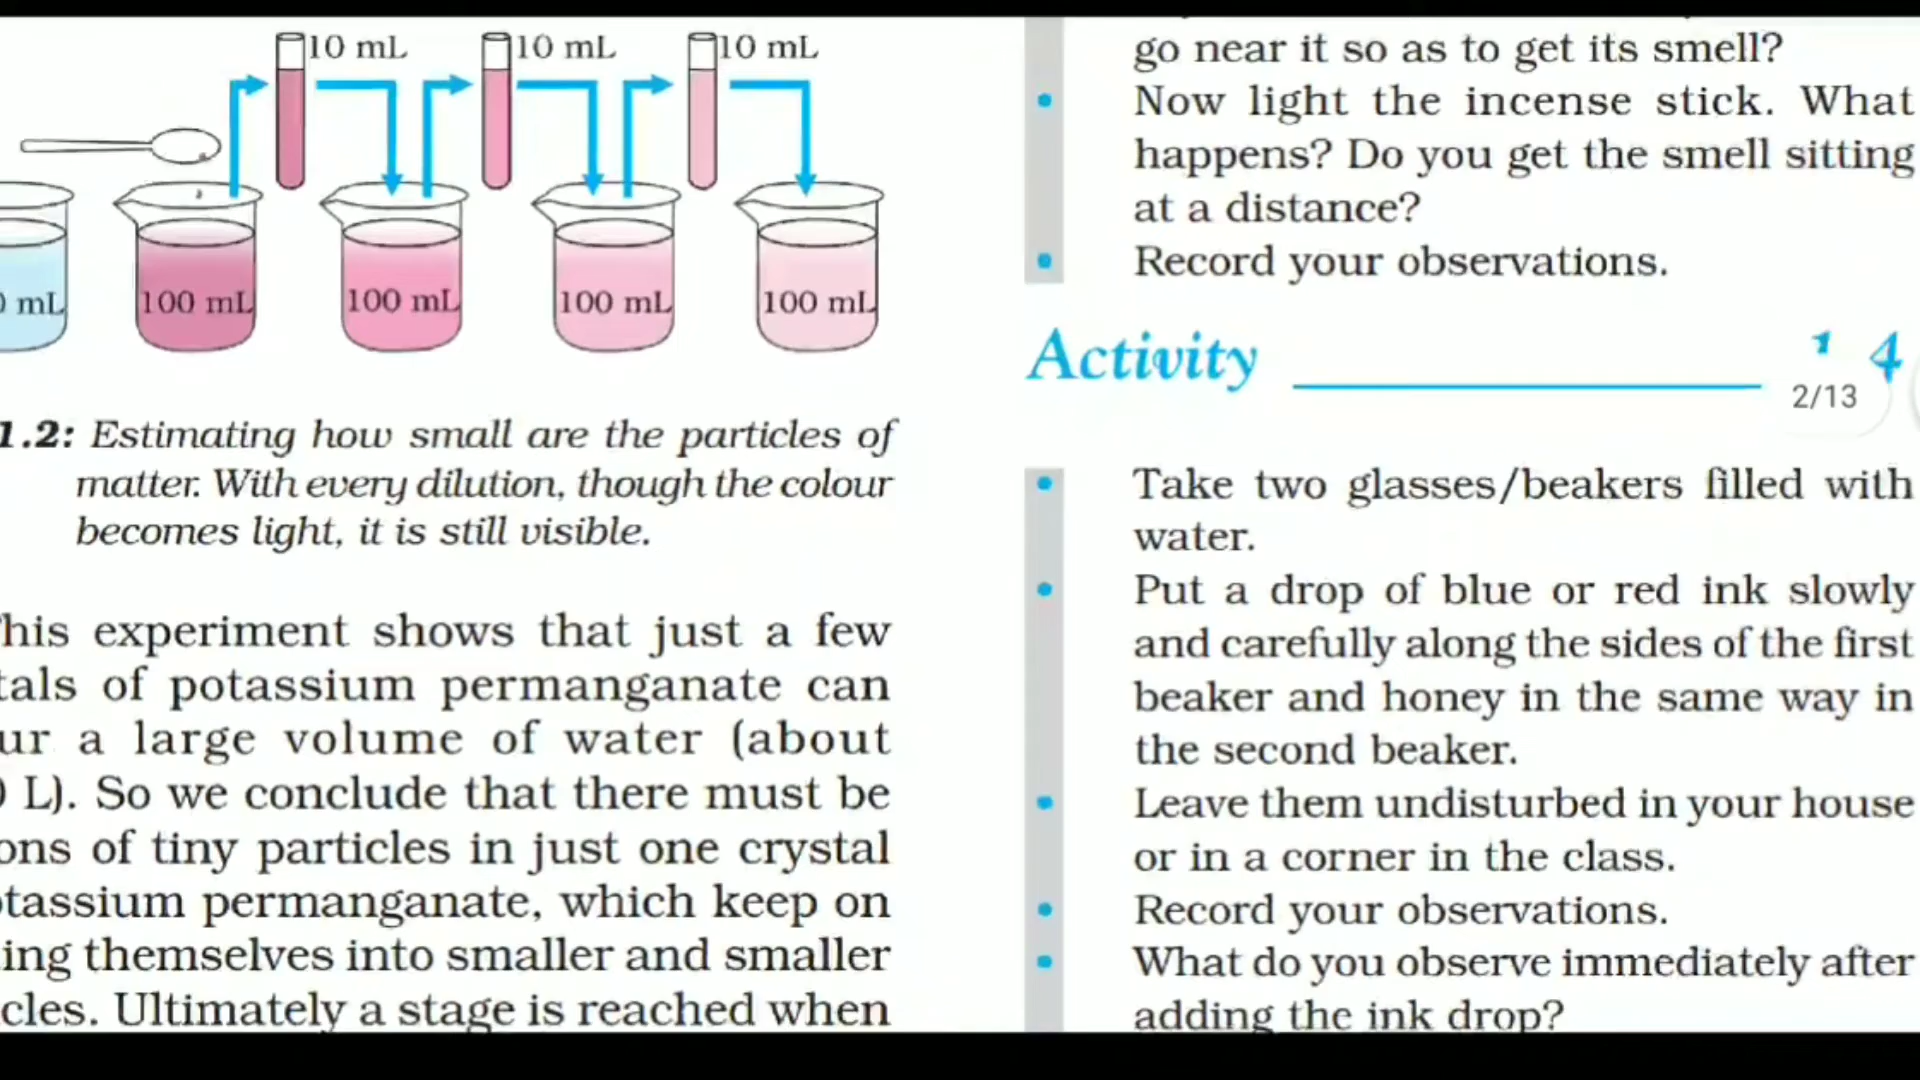 10 mL
10 mL
10 mL
mL
100 mL
100 mL
100 mL
100 mL
1.2: Estimating how small are the particles of
matter. With every dilution, though the colour
becomes light, it is still visible.
experiment shows that just a few
of potassium permanganate can
a large volume of water (about
L). So we conclude that there must be
of tiny particles in just one crystal
permanganate, which keep on
themselves into smaller and smaller
Ultimately a stage is reached when
go near it so as to get its smell?
• Now light the incense stick. What
happens? Do you get the smell sitting
at a distance?
• Record your observations.
Activity 1 4
2/13
• Take two glasses/beakers filled with
water.
• Put a drop of blue or red ink slowly
and carefully along the sides of the first
beaker and honey in the same way in
the second beaker.
• Leave them undisturbed in your house
or in a corner in the class.
• Record your observations.
• What do you observe immediately after
adding the ink drop?